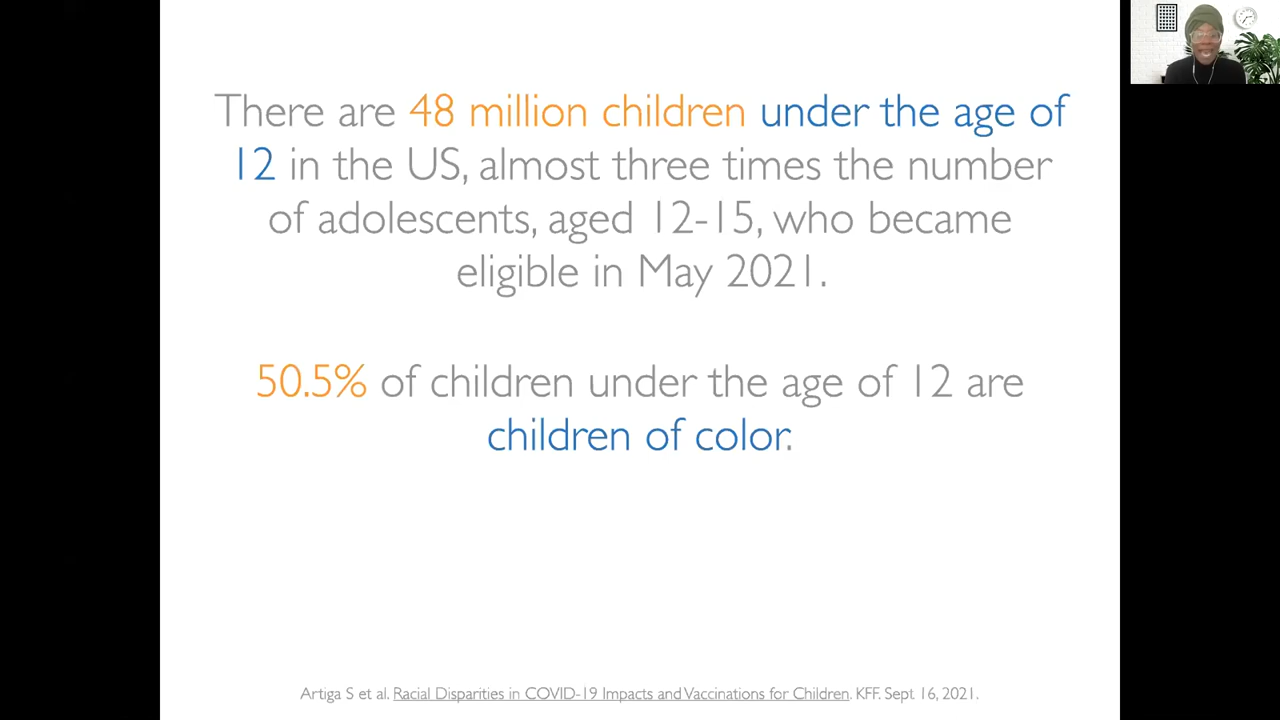 There are 48 million children under the age of
12 in the US, almost three times the number
of adolescents, aged 12-15, who became
eligible in May 2021.
50.5% of children under the age of 12 are
children of color.
Artiga S et al. Racial Disparities in COVID-19 Impacts and Vaccinations for Children. KFF. Sept 16, 2021.